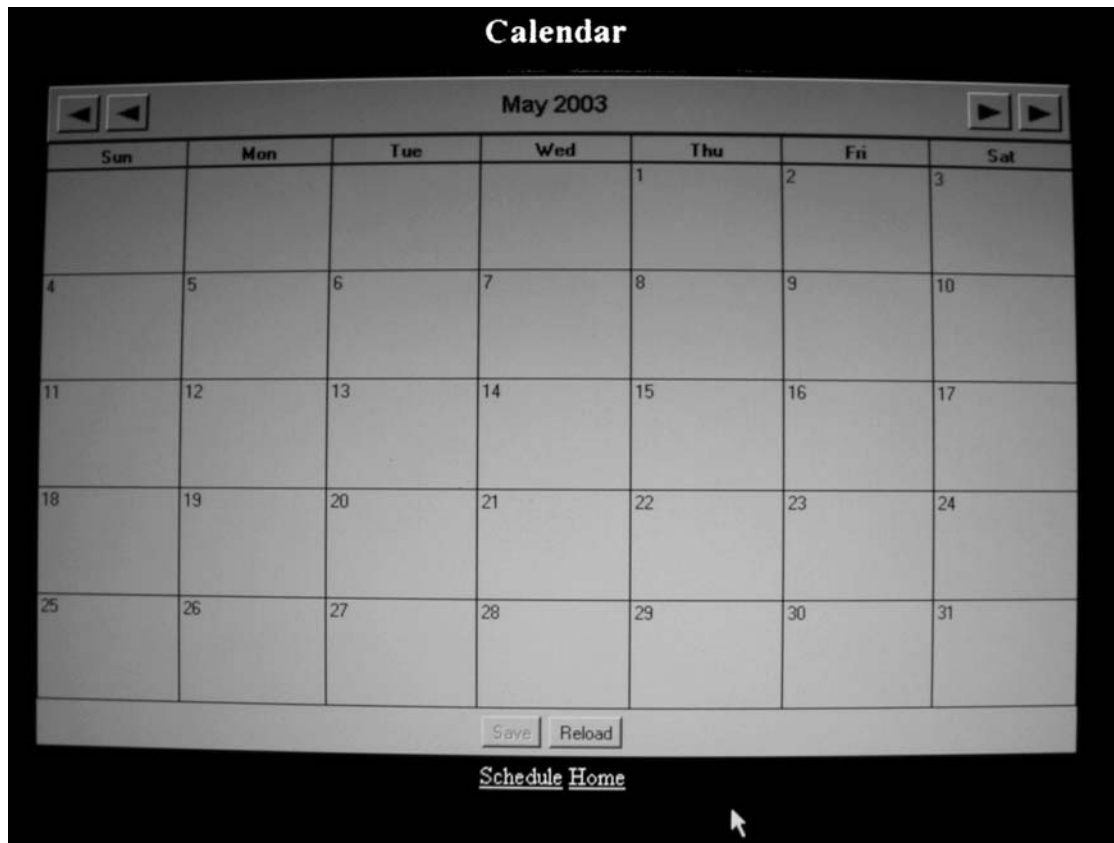 Calendar
May 2003
Sun Mon Tue Wed Thu Fri Sat
1 2 3
4 5 6 7 8 9 10
11 12 13 14 15 16 17
18 19 20 21 22 23 24
25 26 27 28 29 30 31
Save Reload
Schedule Home